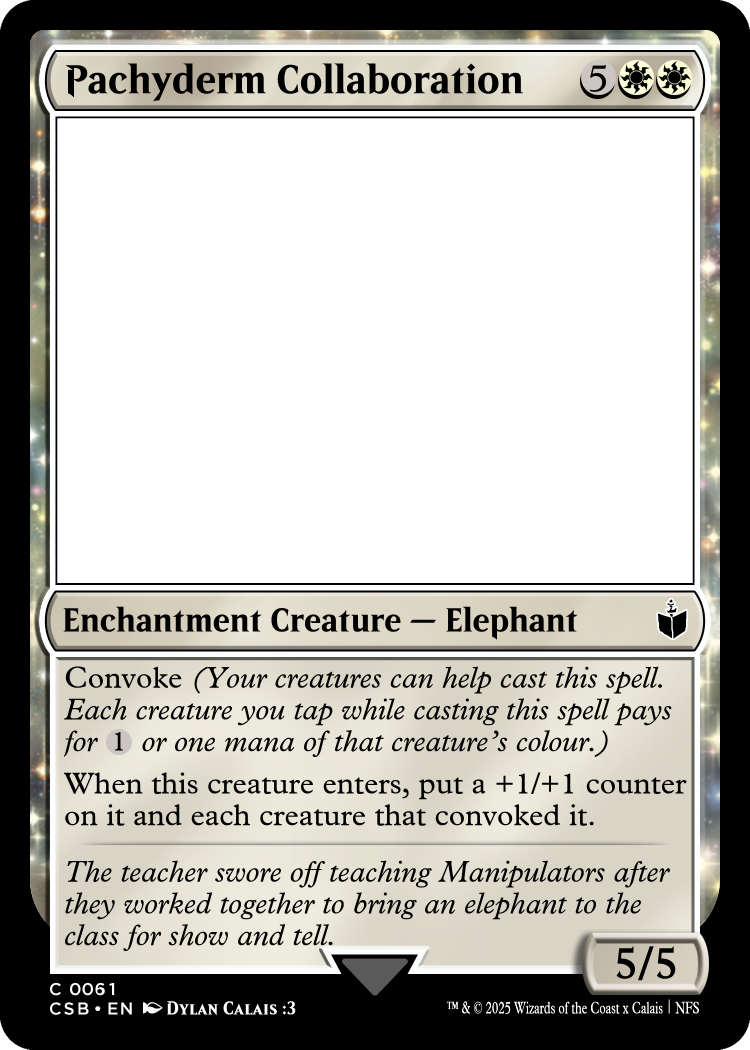 Pachyderm Collaboration 5
Enchantment Creature — Elephant
Convoke (Your creatures can help cast this spell.
Each creature you tap while casting this spell pays
for 1 or one mana of that creature's colour.)
When this creature enters, put a +1/+1 counter
on it and each creature that convoked it.
The teacher swore off teaching Manipulators after
they worked together to bring an elephant to the
class for show and tell.
5/5
C 0061
CSB • EN Dylan Calais :3
™ & © 2025 Wizards of the Coast x Calais | NFS